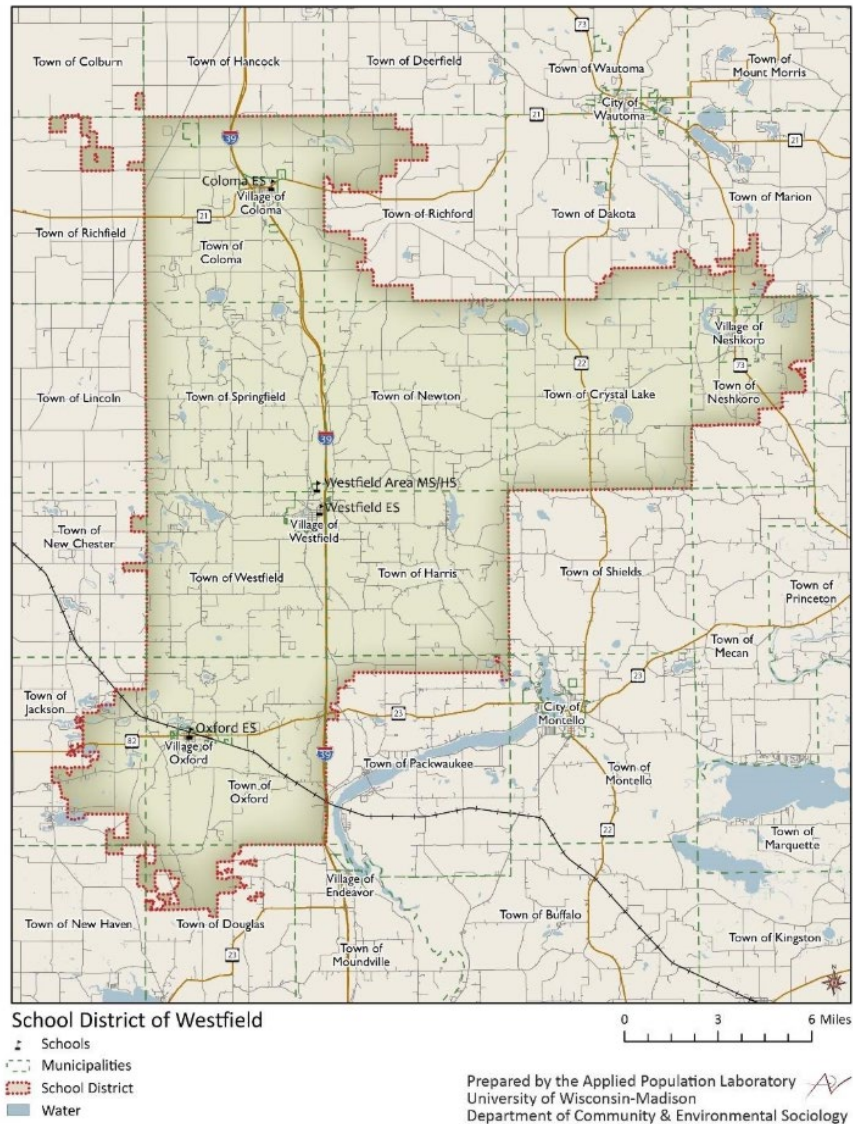 Town of Colburn
Town of Hancock
Town of Deerfield
73
Town of Wautoma
Town of
Mount Morris
City of
Wautoma
21
21
39
Coloma ES
Village of
Coloma
21
Town of Richfield
Town of
Coloma
Town of Richford
Town of Dakota
Town of Marion
Village of
Neshkoro
22
73
Town of Lincoln
Town of Springfield
Town of Newton
Town of Crystal Lake
Town of
Neshkoro
39
Westfield Area MS/HS
Westfield ES
Village of
Westfield
Town of
New Chester
Town of Westfield
Town of Harris
Town of Shields
Town of
Princeton
Town of
Mecan
23
Town of
Jackson
City of
Montello
23
Oxford ES
82
Village of
Oxford
39
Town of Packwaukee
Town of
Oxford
Town of
Montello
22
Town of
Marquette
Village of
Endeavor
Town of New Haven
Town of Douglas
Town of Buffalo
Town of Kingston
23
Town of
Moundville
N
School District of Westfield
Schools
Municipalities
School District
Water
0 3 6 Miles
Prepared by the Applied Population Laboratory
University of Wisconsin-Madison
Department of Community & Environmental Sociology